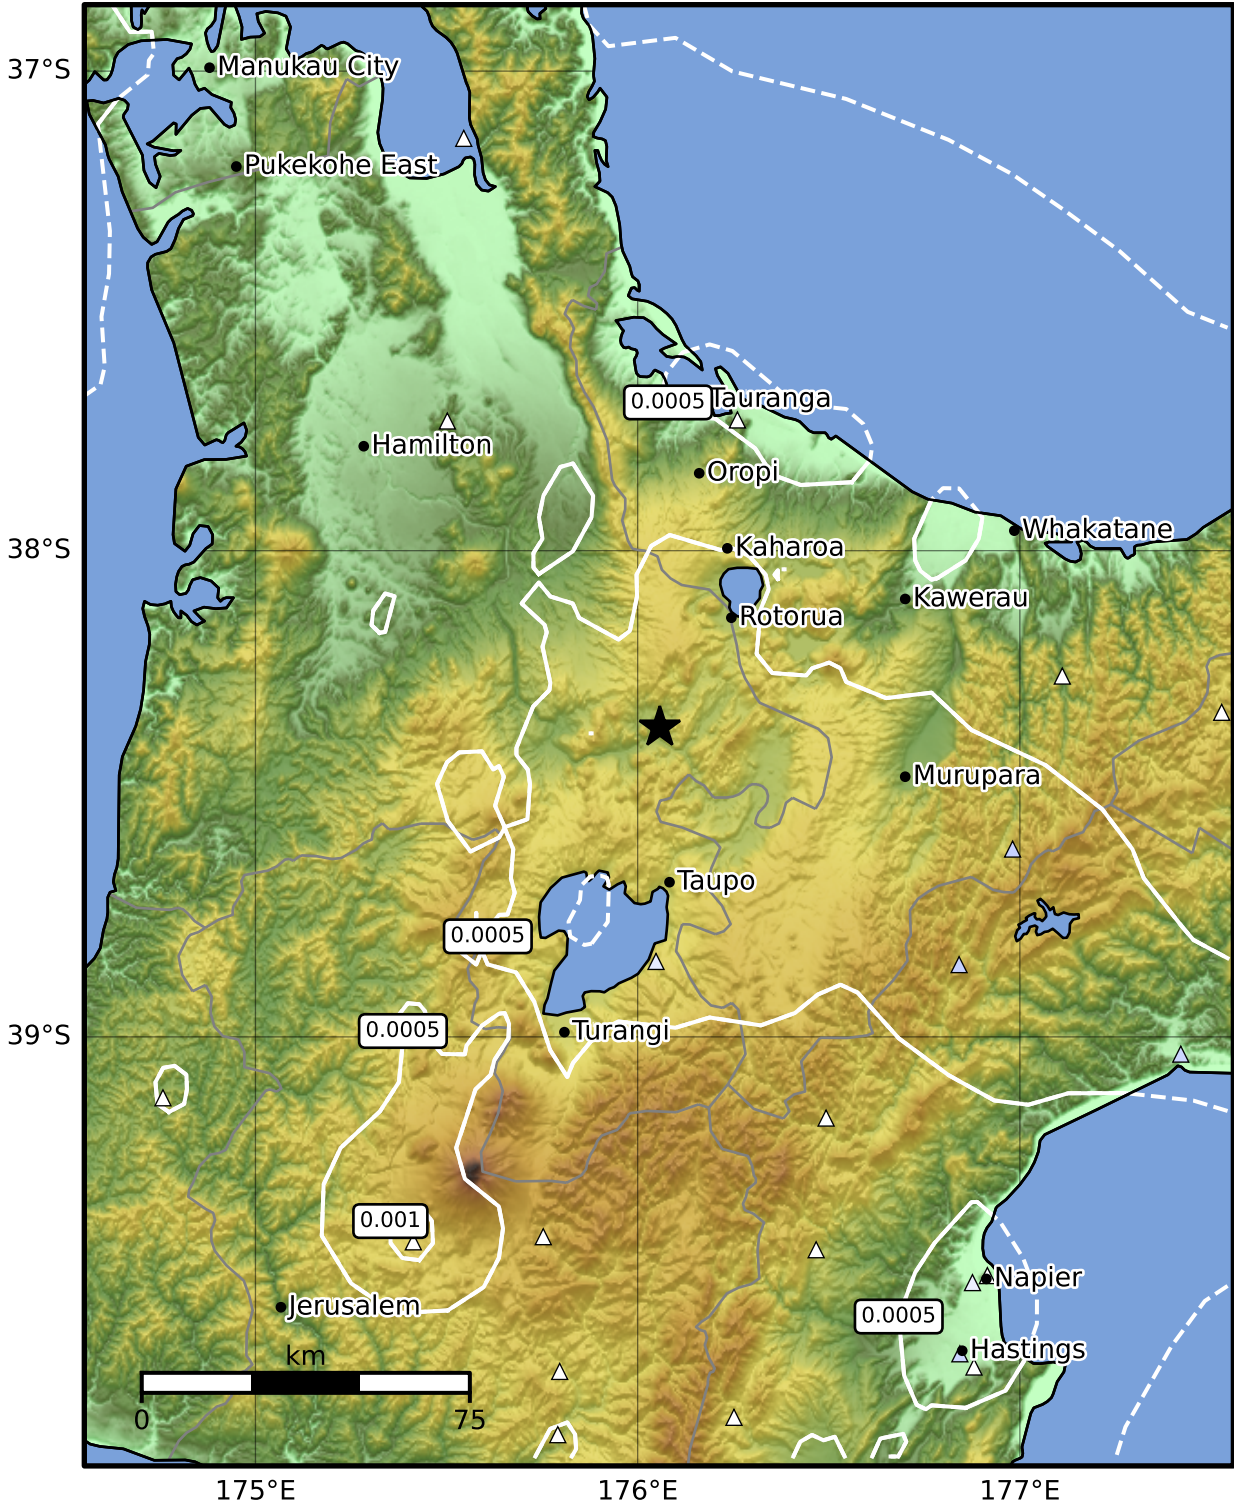 37°S
Manukau City
Pukekohe East
0.0005
Tauranga
Hamilton
Oropi
Whakatane
38°S
Kaharoa
Kawerau
Rotorua
Murupara
Taupo
0.0005
39°S
0.0005
Turangi
0.001
Napier
Jerusalem
0.0005
Hastings
km
0
75
175°E
176°E
177°E